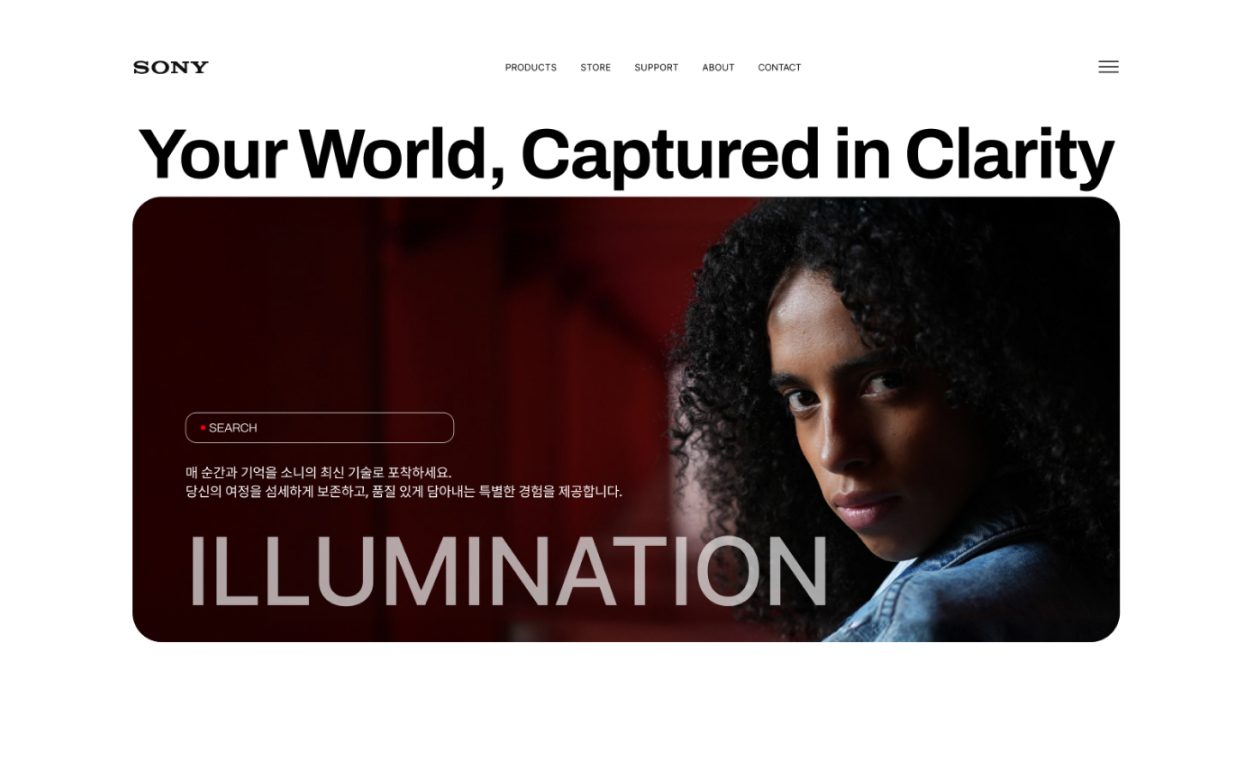 SONY
PRODUCTS STORE SUPPORT ABOUT CONTACT
Your World, Captured in Clarity
SEARCH
매 순간과 기억을 소니의 최신 기술로 포착하세요.
당신의 여정을 섬세하게 보존하고, 품질 있게 담아내는 특별한 경험을 제공합니다.
ILLUMINATION